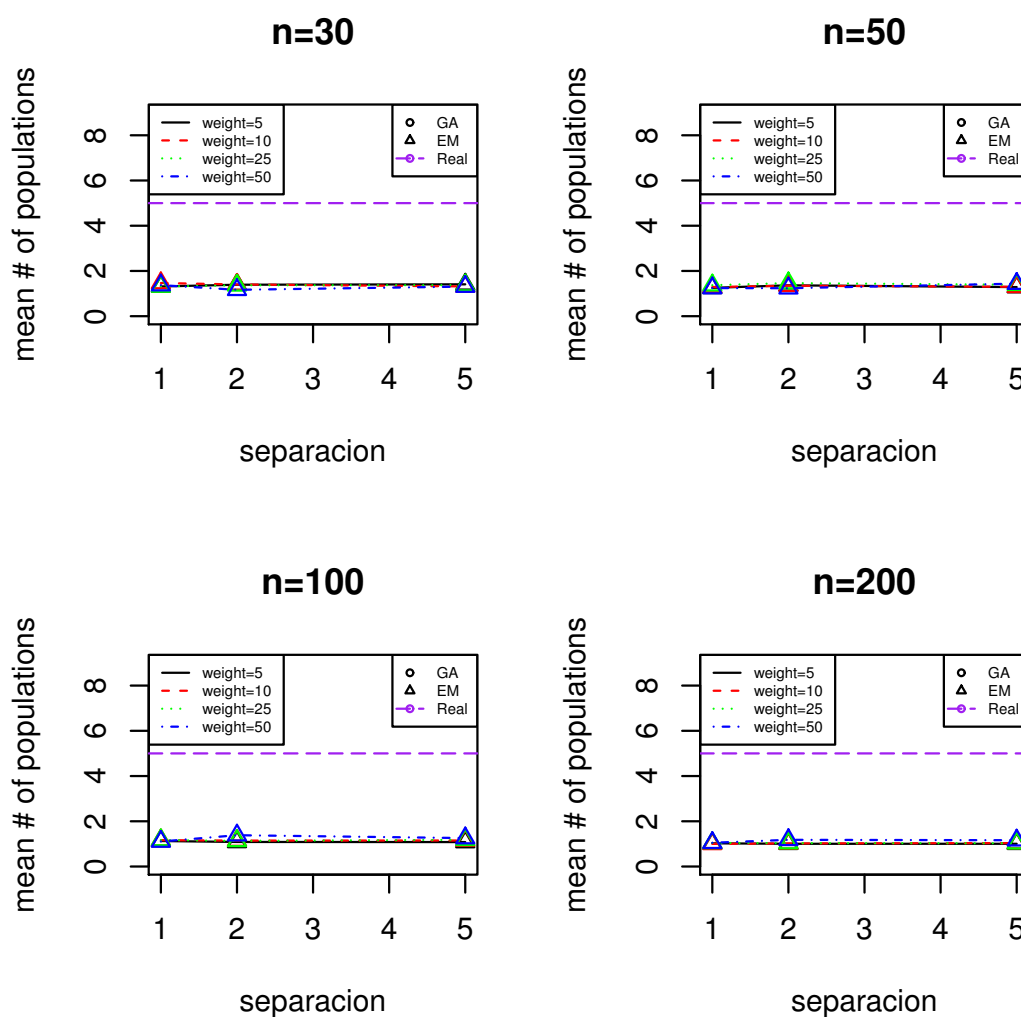 n=30
mean # of populations
8
6
4
2
0
weight=5
weight=10
weight=25
weight=50
GA
EM
Real
1 2 3 4 5
separacion
n=50
mean # of populations
8
6
4
2
0
weight=5
weight=10
weight=25
weight=50
GA
EM
Real
1 2 3 4 5
separacion
n=100
mean # of populations
8
6
4
2
0
weight=5
weight=10
weight=25
weight=50
GA
EM
Real
1 2 3 4 5
separacion
n=200
mean # of populations
8
6
4
2
0
weight=5
weight=10
weight=25
weight=50
GA
EM
Real
1 2 3 4 5
separacion